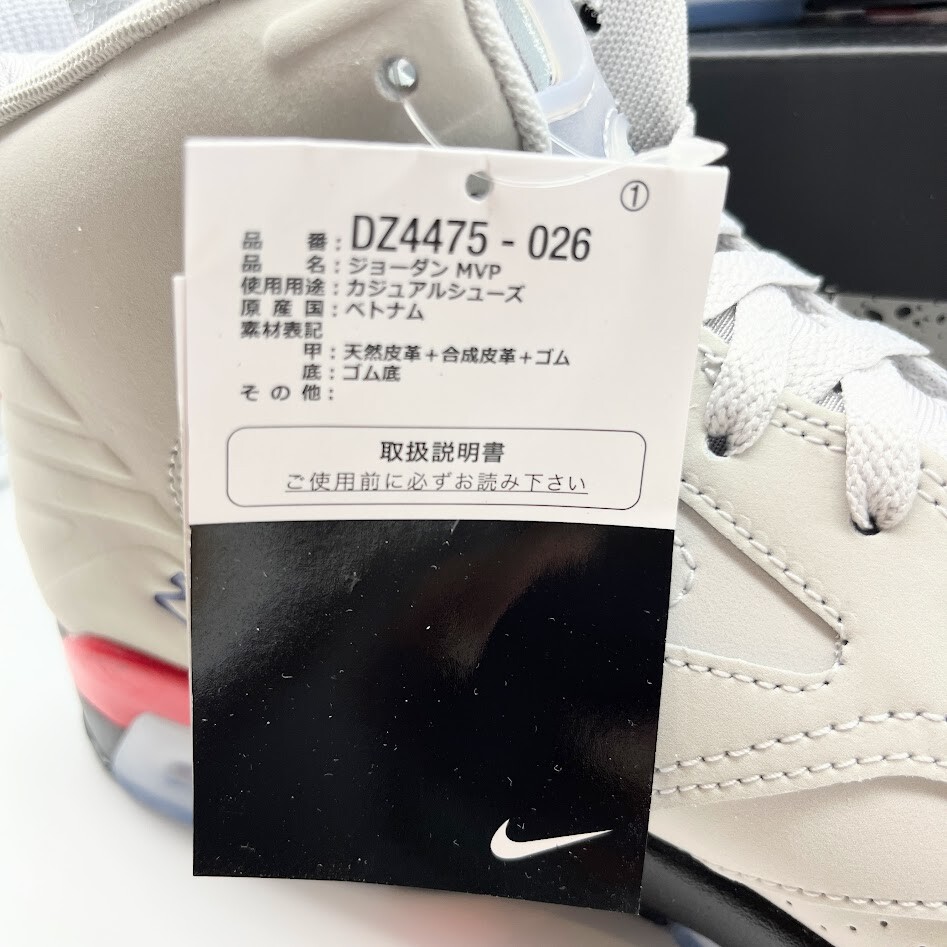 ①
品 番：DZ4475 - 026
品 名：ジョーダン MVP
使用用途：カジュアルシューズ
原 産 国：ベトナム
素材表記
甲：天然皮革＋合成皮革＋ゴム
底：ゴム底
そ の 他：
取扱説明書
ご使用前に必ずお読み下さい